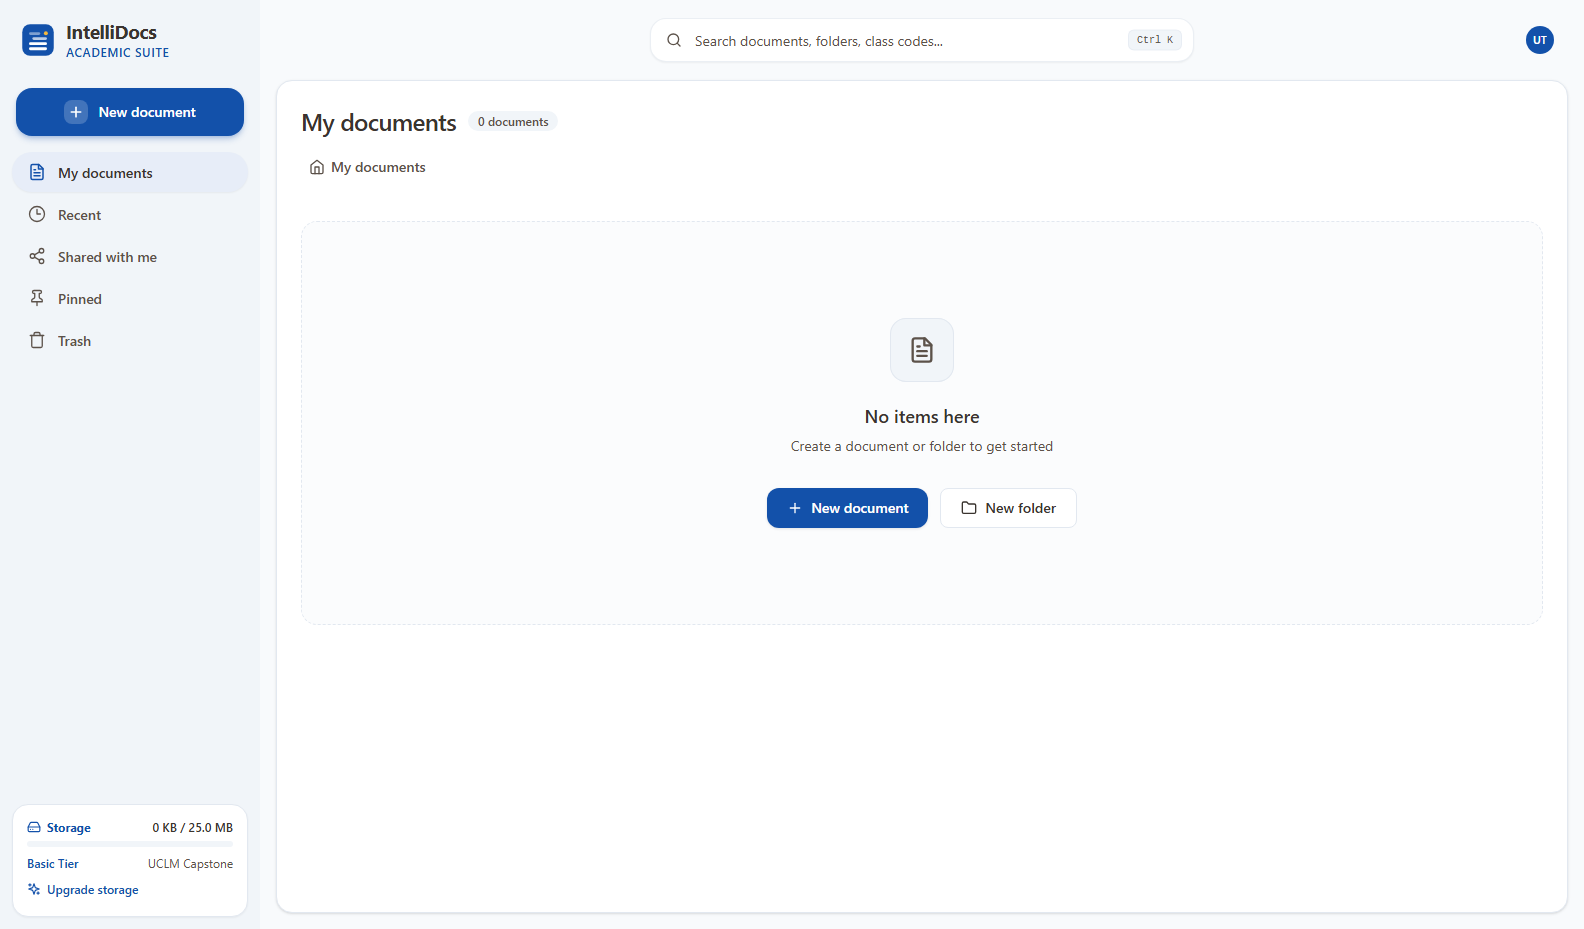 IntelliDocs
ACADEMIC SUITE
Search documents, folders, class codes...
Ctrl K
UT
New document
My documents
Recent
Shared with me
Pinned
Trash
My documents
0 documents
My documents
No items here
Create a document or folder to get started
New document
New folder
Storage
0 KB / 25.0 MB
Basic Tier
UCLM Capstone
Upgrade storage